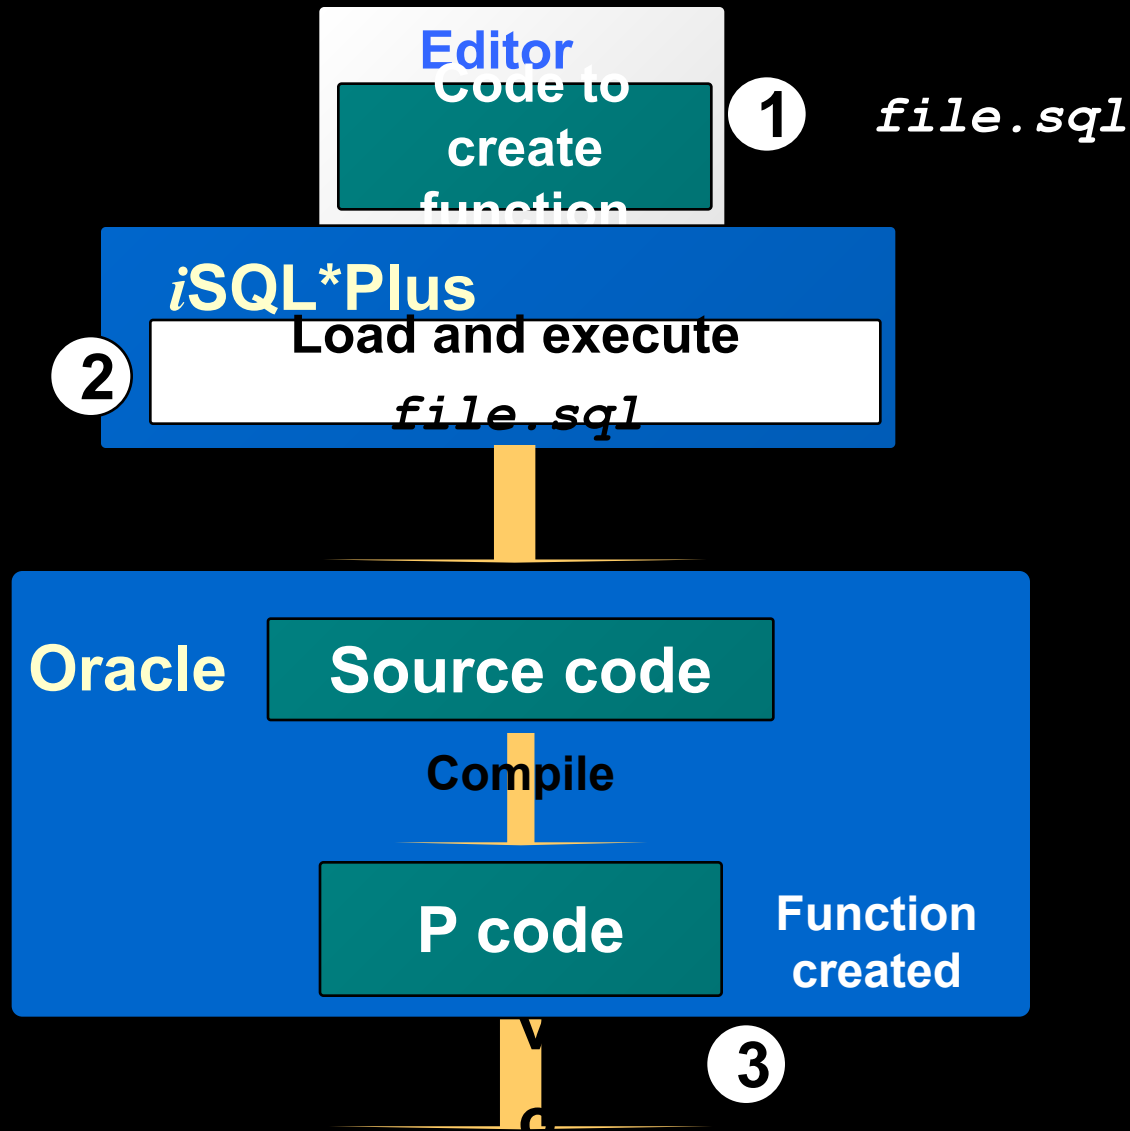 Editor
Code to
create
function
1
file.sql
iSQL*Plus
Load and execute
file.sql
2
Oracle
Source code
Compile
P code
Function
created
3